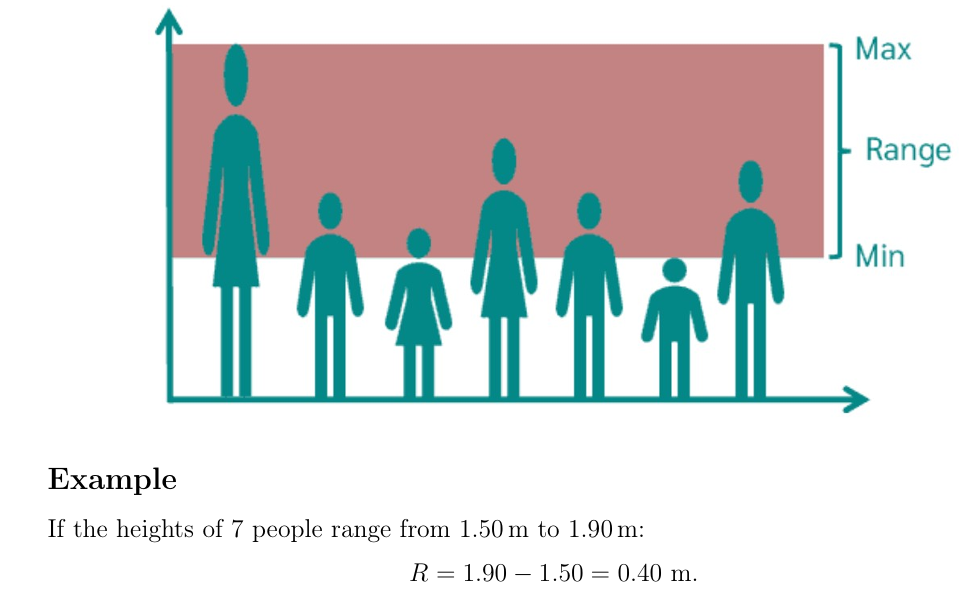 Max
Range
Min
Example
If the heights of 7 people range from 1.50 m to 1.90 m:
R = 1.90 − 1.50 = 0.40 m.